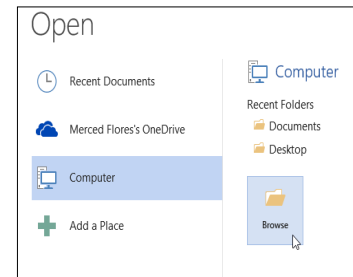 Open
Recent Documents
Merced Flores's OneDrive
Computer
Add a Place
Computer
Recent Folders
Documents
Desktop
Browse